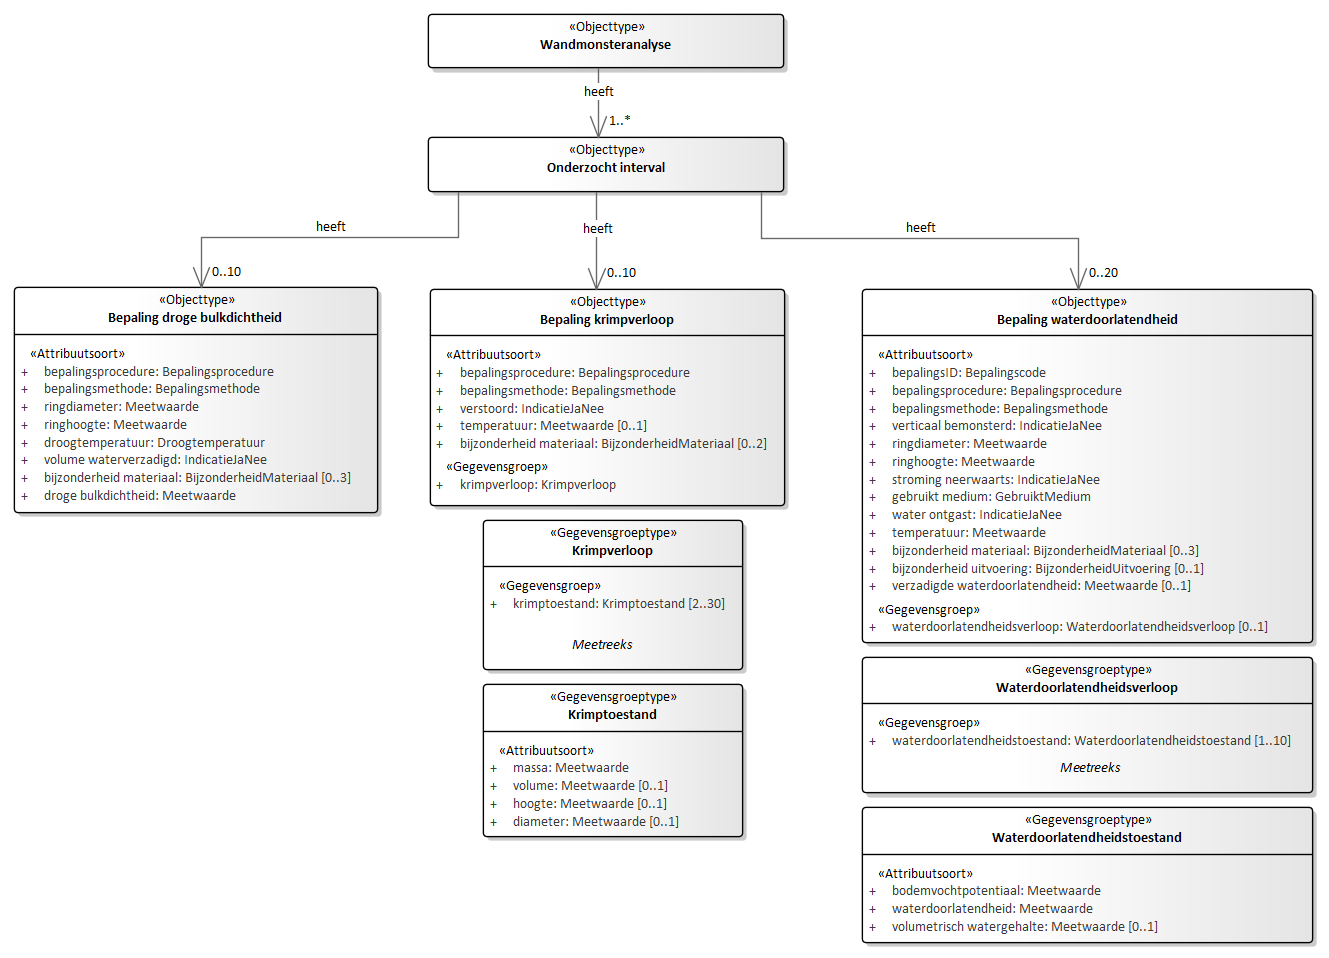 «Objecttype»
Wandmonsteranalyse
heeft
1..*
«Objecttype»
Onderzocht interval
heeft
heeft
heeft
0..10
0..10
0..20
«Objecttype»
Bepaling droge bulkdichtheid
«Attribuutsoort»
+ bepalingsprocedure: Bepalingsprocedure
+ bepalingsmethode: Bepalingsmethode
+ ringdiameter: Meetwaarde
+ ringhoogte: Meetwaarde
+ droogtemperatuur: Droogtemperatuur
+ volume waterverzadigd: IndicatieJaNee
+ bijzonderheid materiaal: BijzonderheidMateriaal [0..3]
+ droge bulkdichtheid: Meetwaarde
«Objecttype»
Bepaling krimpverloop
«Attribuutsoort»
+ bepalingsprocedure: Bepalingsprocedure
+ bepalingsmethode: Bepalingsmethode
+ verstoord: IndicatieJaNee
+ temperatuur: Meetwaarde [0..1]
+ bijzonderheid materiaal: BijzonderheidMateriaal [0..2]
«Gegevensgroep»
+ krimpverloop: Krimpverloop
«Gegevensgroeptype»
Krimpverloop
«Gegevensgroep»
+ krimptoestand: Krimptoestand [2..30]
Meetreeks
«Gegevensgroeptype»
Krimptoestand
«Attribuutsoort»
+ massa: Meetwaarde
+ volume: Meetwaarde [0..1]
+ hoogte: Meetwaarde [0..1]
+ diameter: Meetwaarde [0..1]
«Objecttype»
Bepaling waterdoorlatendheid
«Attribuutsoort»
+ bepalingsID: Bepalingscode
+ bepalingsprocedure: Bepalingsprocedure
+ bepalingsmethode: Bepalingsmethode
+ verticaal bemonsterd: IndicatieJaNee
+ ringdiameter: Meetwaarde
+ ringhoogte: Meetwaarde
+ stroming neerwaarts: IndicatieJaNee
+ gebruikt medium: GebruiktMedium
+ water ontgast: IndicatieJaNee
+ temperatuur: Meetwaarde
+ bijzonderheid materiaal: BijzonderheidMateriaal [0..3]
+ bijzonderheid uitvoering: BijzonderheidUitvoering [0..1]
+ verzadigde waterdoorlatendheid: Meetwaarde [0..1]
«Gegevensgroep»
+ waterdoorlatendheidsverloop: Waterdoorlatendheidsverloop [0..1]
«Gegevensgroeptype»
Waterdoorlatendheidsverloop
«Gegevensgroep»
+ waterdoorlatendheidstoestand: Waterdoorlatendheidstoestand [1..10]
Meetreeks
«Gegevensgroeptype»
Waterdoorlatendheidstoestand
«Attribuutsoort»
+ bodemvochtpotentiaal: Meetwaarde
+ waterdoorlatendheid: Meetwaarde
+ volumetrisch watergehalte: Meetwaarde [0..1]